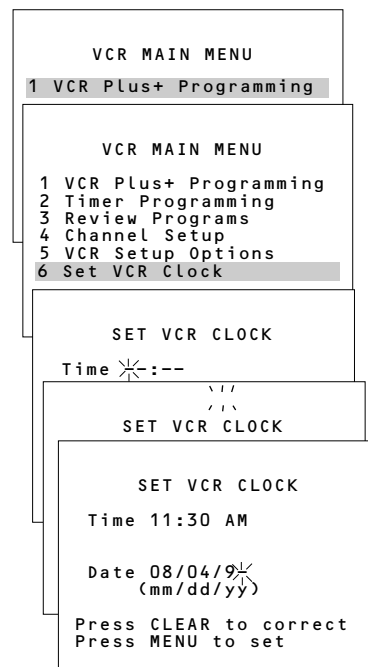 VCR MAIN MENU
1 VCR Plus+ Programming
VCR MAIN MENU
1 VCR Plus+ Programming
2 Timer Programming
3 Review Programs
4 Channel Setup
5 VCR Setup Options
6 Set VCR Clock
SET VCR CLOCK
Time --:--
SET VCR CLOCK
SET VCR CLOCK
Time 11:30 AM
Date 08/04/9-
(mm/dd/yy)
Press CLEAR to correct
Press MENU to set